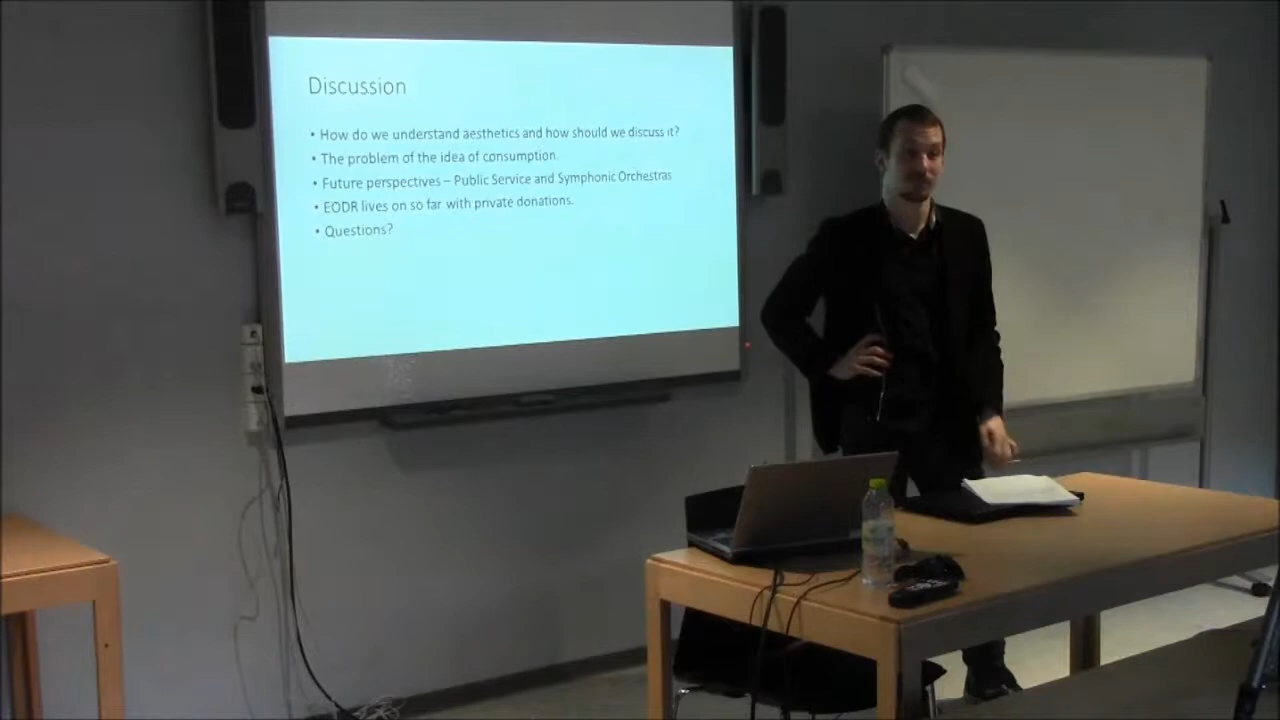 Discussion
• How do we understand aesthetics and how should we discuss it?
• The problem of the idea of consumption.
• Future perspectives – Public Service and Symphonic Orchestras
• EODR lives on so far with private donations.
• Questions?